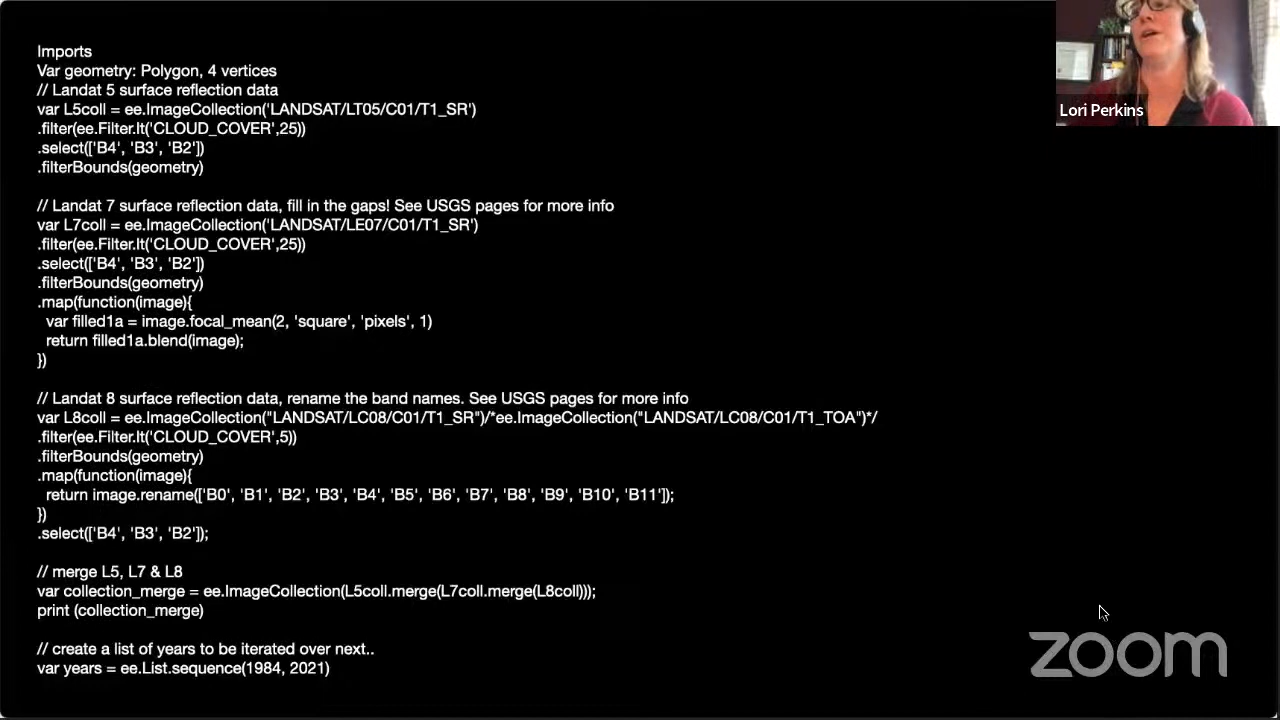 Imports
Var geometry: Polygon, 4 vertices
// Landat 5 surface reflection data
var L5coll = ee.ImageCollection('LANDSAT/LT05/C01/T1_SR')
.filter(ee.Filter.lt('CLOUD_COVER',25))
.select(['B4', 'B3', 'B2'])
.filterBounds(geometry)

// Landat 7 surface reflection data, fill in the gaps! See USGS pages for more info
var L7coll = ee.ImageCollection('LANDSAT/LE07/C01/T1_SR')
.filter(ee.Filter.lt('CLOUD_COVER',25))
.select(['B4', 'B3', 'B2'])
.filterBounds(geometry)
.map(function(image){
var filled1a = image.focal_mean(2, 'square', 'pixels', 1)
return filled1a.blend(image);
})

// Landat 8 surface reflection data, rename the band names. See USGS pages for more info
var L8coll = ee.ImageCollection("LANDSAT/LC08/C01/T1_SR")/*ee.ImageCollection("LANDSAT/LC08/C01/T1_TOA")*/
.filter(ee.Filter.lt('CLOUD_COVER',5))
.filterBounds(geometry)
.map(function(image){
return image.rename(['B0', 'B1', 'B2', 'B3', 'B4', 'B5', 'B6', 'B7', 'B8', 'B9', 'B10', 'B11']);
})
.select(['B4', 'B3', 'B2']);

// merge L5, L7 & L8
var collection_merge = ee.ImageCollection(L5coll.merge(L7coll.merge(L8coll)));
print (collection_merge)

// create a list of years to be iterated over next..
var years = ee.List.sequence(1984, 2021)
Lori Perkins
zoom